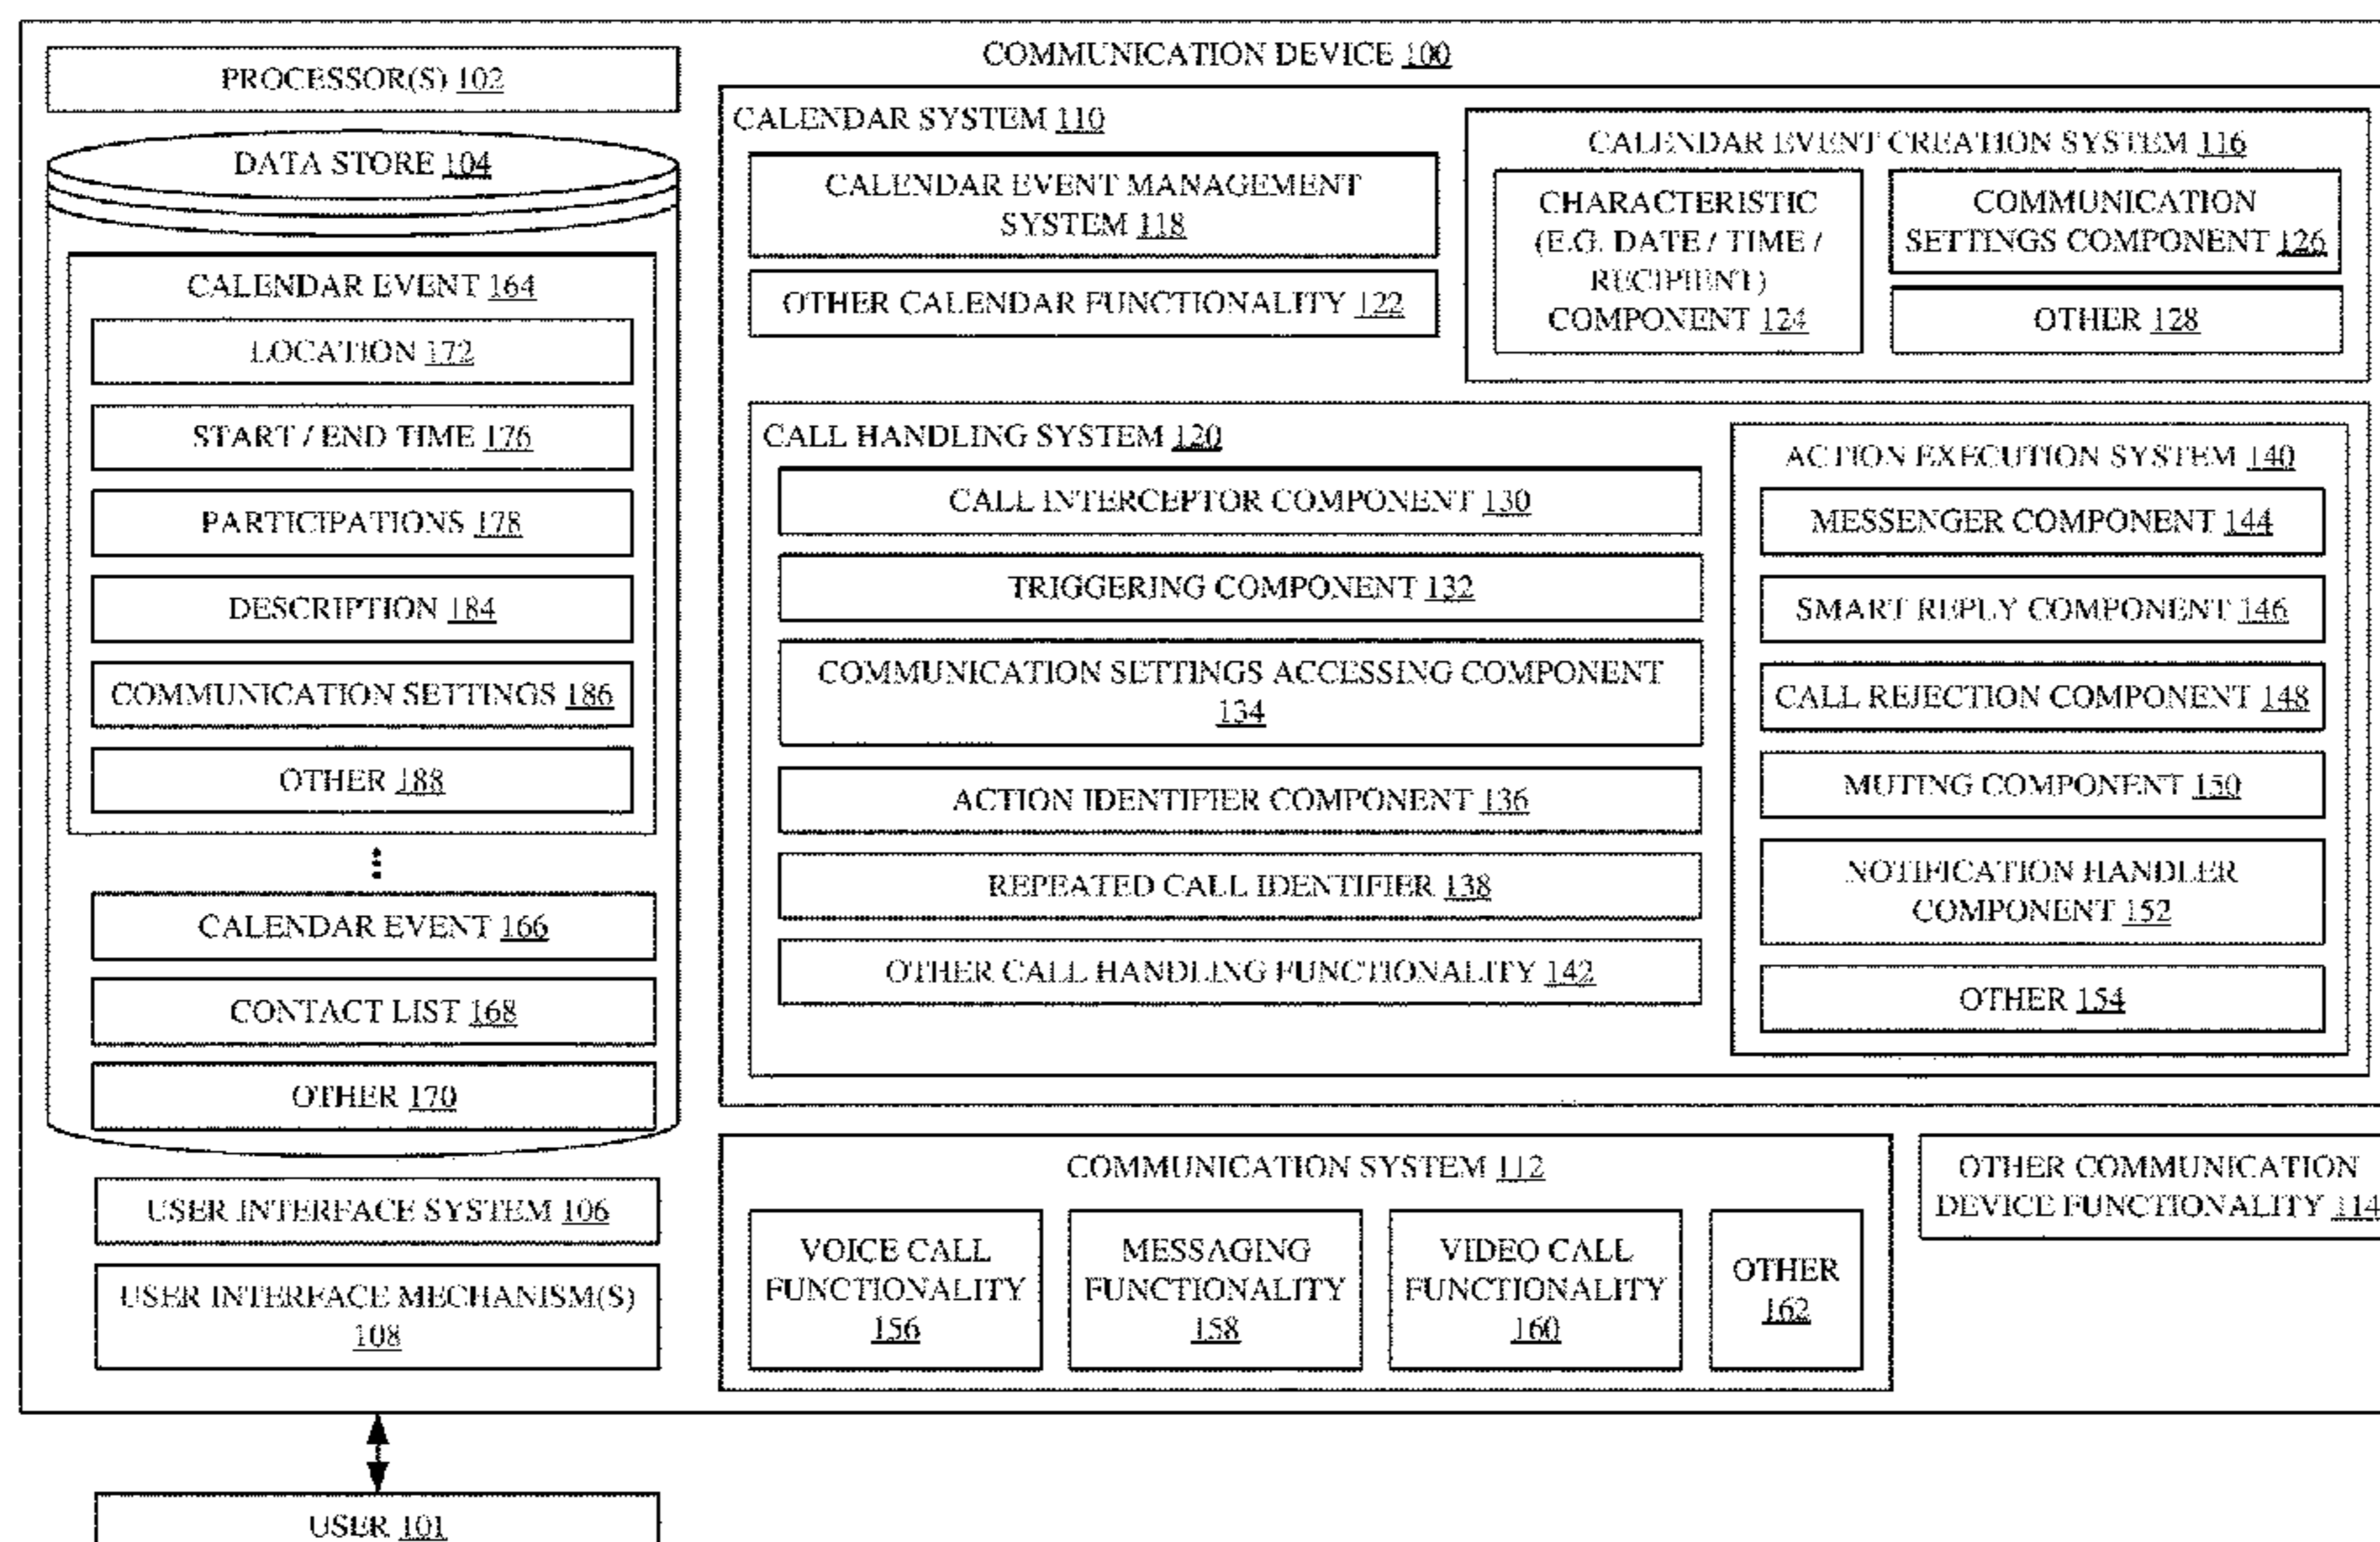 COMMUNICATION DEVICE 100
PROCESSOR(S) 102
DATA STORE 104
CALENDAR EVENT 164
LOCATION 172
START / END TIME 176
PARTICIPATIONS 178
DESCRIPTION 184
COMMUNICATION SETTINGS 186
OTHER 188
CALENDAR EVENT 166
CONTACT LIST 168
OTHER 170
USER INTERFACE SYSTEM 106
USER INTERFACE MECHANISM(S)
108
USER 101
CALENDAR SYSTEM 110
CALENDAR EVENT MANAGEMENT
SYSTEM 118
OTHER CALENDAR FUNCTIONALITY 122
CALENDAR EVENT CREATION SYSTEM 116
CHARACTERISTIC
(E.G. DATE / TIME /
RECIPIENT)
COMPONENT 124
COMMUNICATION
SETTINGS COMPONENT 126
OTHER 128
CALL HANDLING SYSTEM 120
CALL INTERCEPTOR COMPONENT 130
TRIGGERING COMPONENT 132
COMMUNICATION SETTINGS ACCESSING COMPONENT
134
ACTION IDENTIFIER COMPONENT 136
REPEATED CALL IDENTIFIER 138
OTHER CALL HANDLING FUNCTIONALITY 142
ACTION EXECUTION SYSTEM 140
MESSENGER COMPONENT 144
SMART REPLY COMPONENT 146
CALL REJECTION COMPONENT 148
MUTING COMPONENT 150
NOTIFICATION HANDLER
COMPONENT 152
OTHER 154
COMMUNICATION SYSTEM 112
VOICE CALL
FUNCTIONALITY
156
MESSAGING
FUNCTIONALITY
158
VIDEO CALL
FUNCTIONALITY
160
OTHER
162
OTHER COMMUNICATION
DEVICE FUNCTIONALITY 114